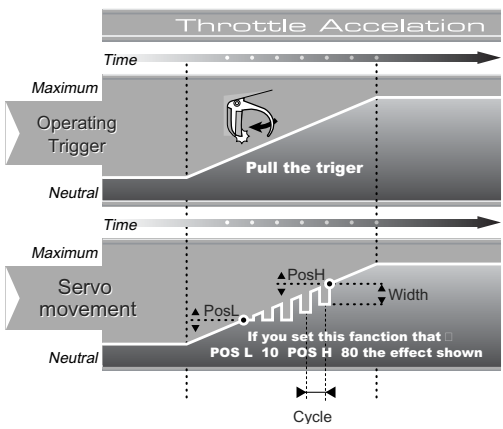 Throttle Accelation
Time
Maximum
Operating
Trigger
Pull the triger
Neutral
Time
Maximum
PosH
Width
Servo
movement
PosL
If you set this fanction that □
POS L 10 POS H 80 the effect shown
Neutral
Cycle